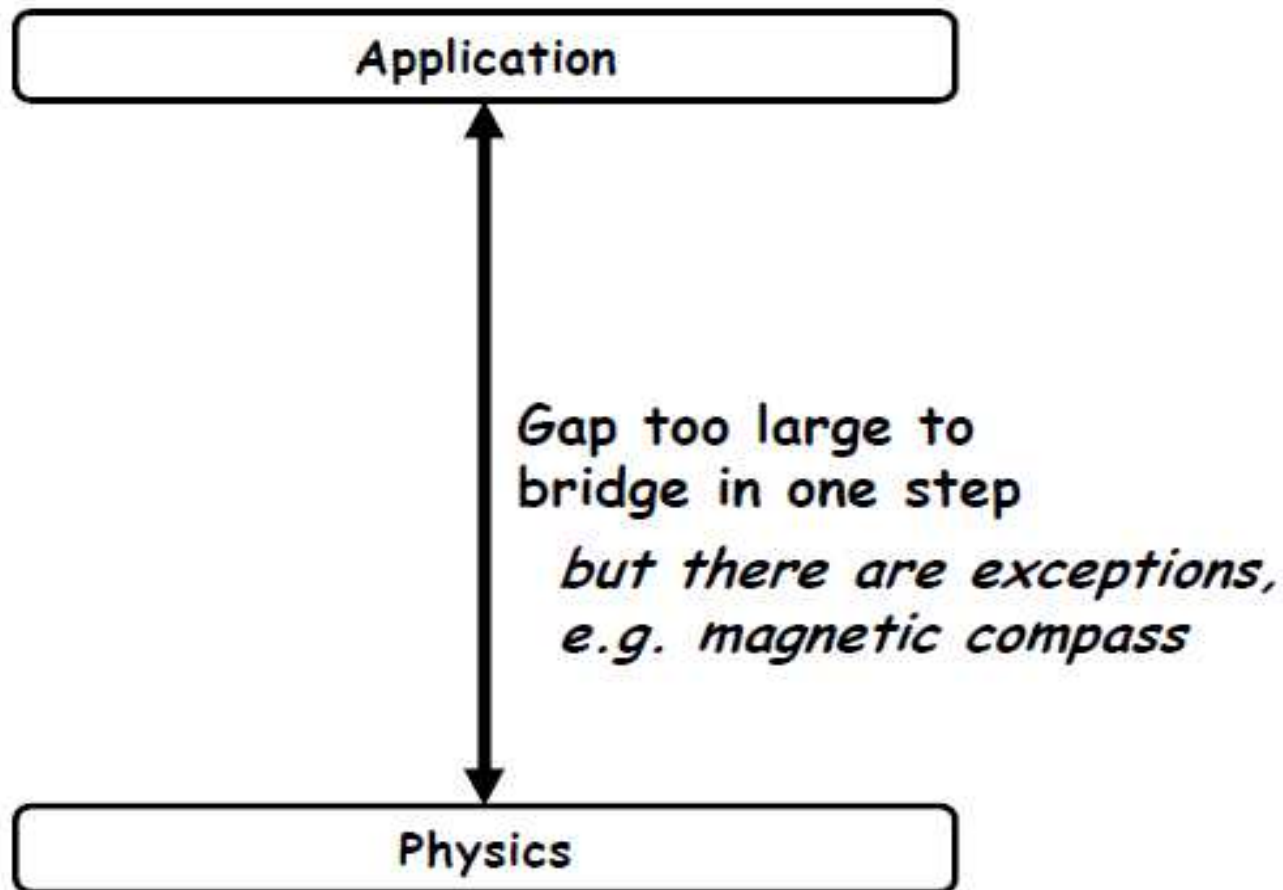 Application
Gap too large to
bridge in one step
but there are exceptions,
e.g. magnetic compass
Physics